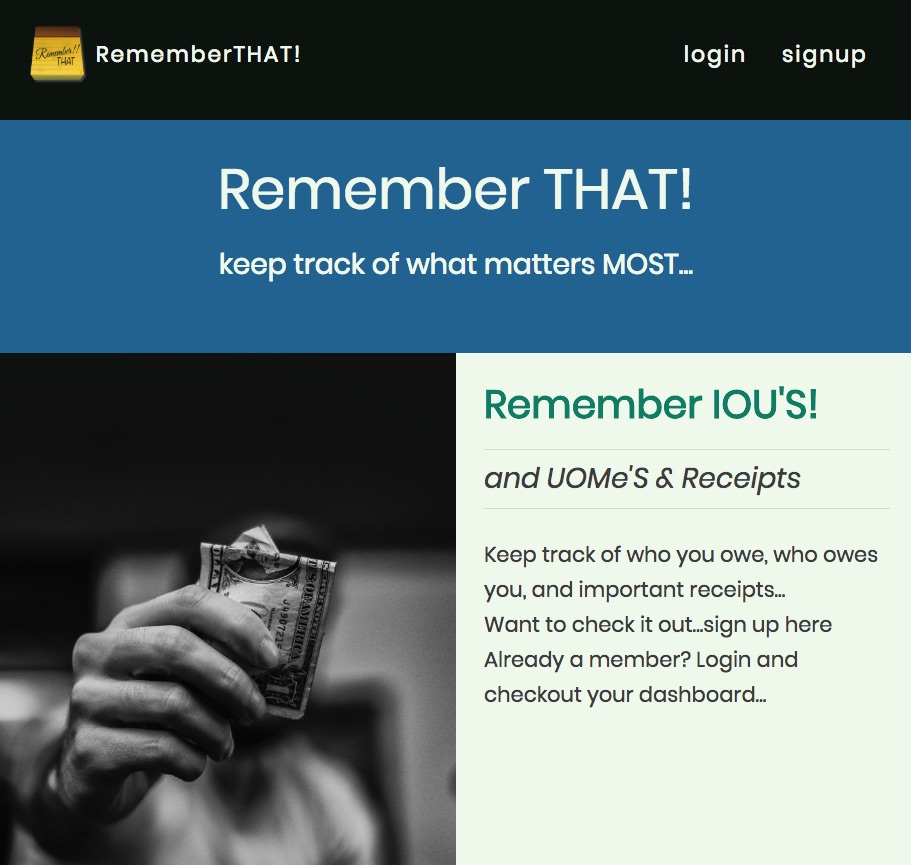 Remember!!
THAT
RememberTHAT!
login
signup
Remember THAT!
keep track of what matters MOST...
Remember IOU'S!
and UOMe'S & Receipts
Keep track of who you owe, who owes
you, and important receipts...
Want to check it out...sign up here
Already a member? Login and
checkout your dashboard...